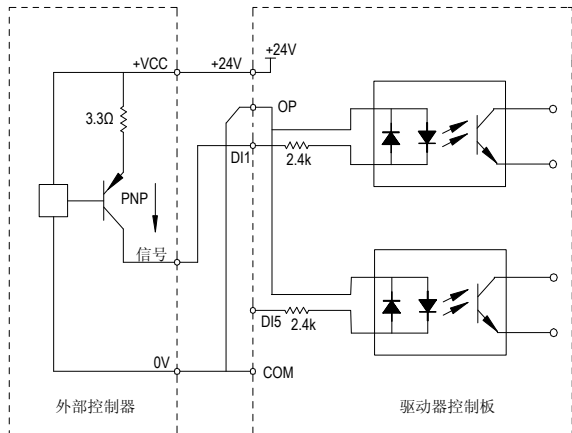 +VCC
+24V
+24V
OP
3.3Ω
DI1
2.4k
PNP
信号
DI5
2.4k
0V
COM
外部控制器
驱动器控制板